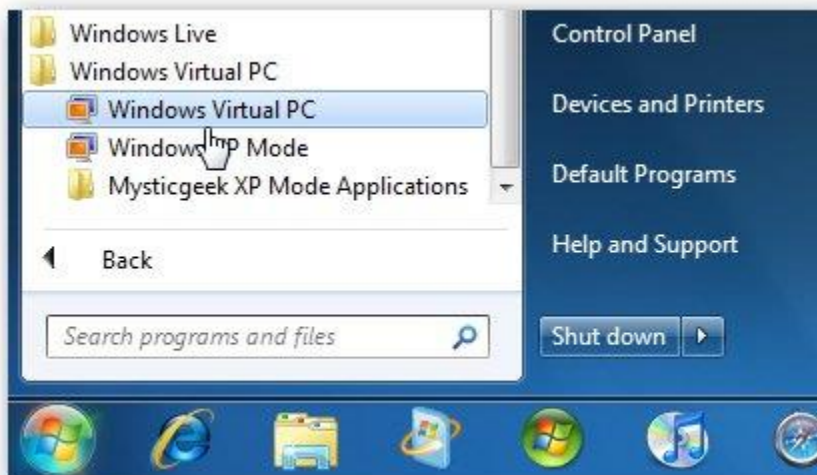 Windows Live
Windows Virtual PC
Windows Virtual PC
Windows P Mode
Mysticgeek XP Mode Applications
Back
Search programs and files
Control Panel
Devices and Printers
Default Programs
Help and Support
Shut down